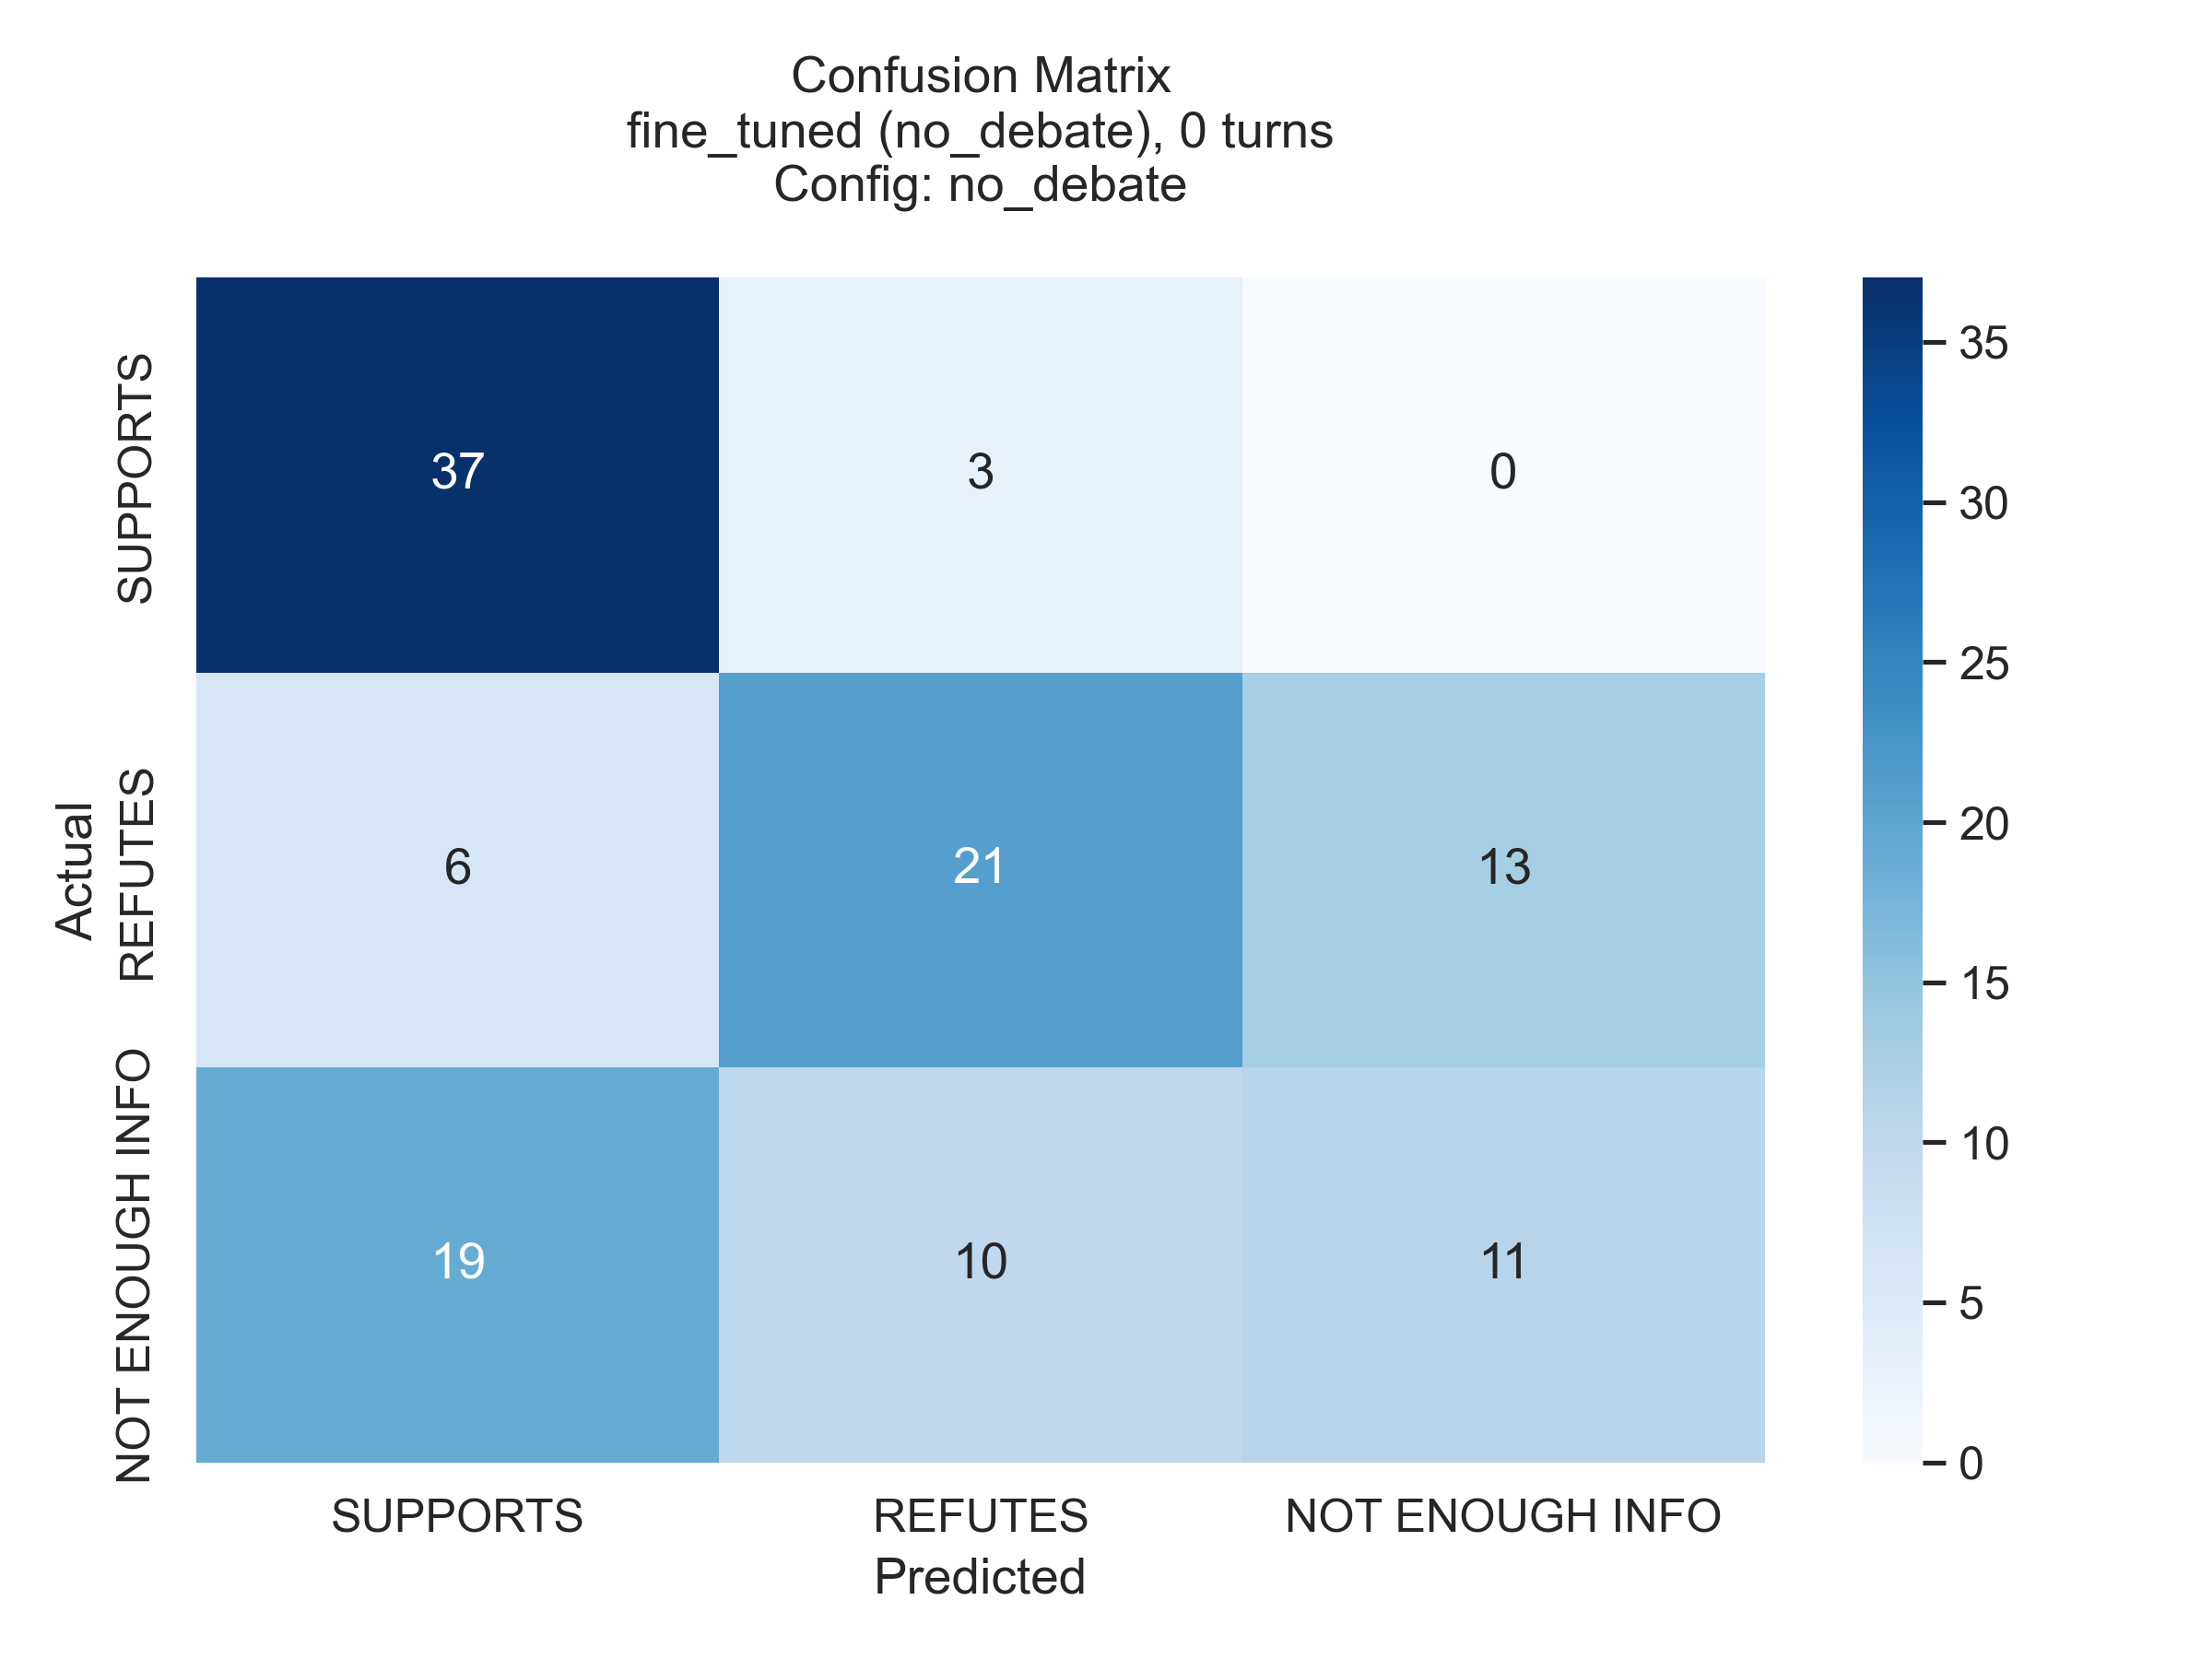 Confusion Matrix
fine_tuned (no_debate), 0 turns
Config: no_debate
Actual
SUPPORTS
REFUTES
NOT ENOUGH INFO
37 3 0
6 21 13
19 10 11
SUPPORTS REFUTES NOT ENOUGH INFO
Predicted
35
30
25
20
15
10
5
0